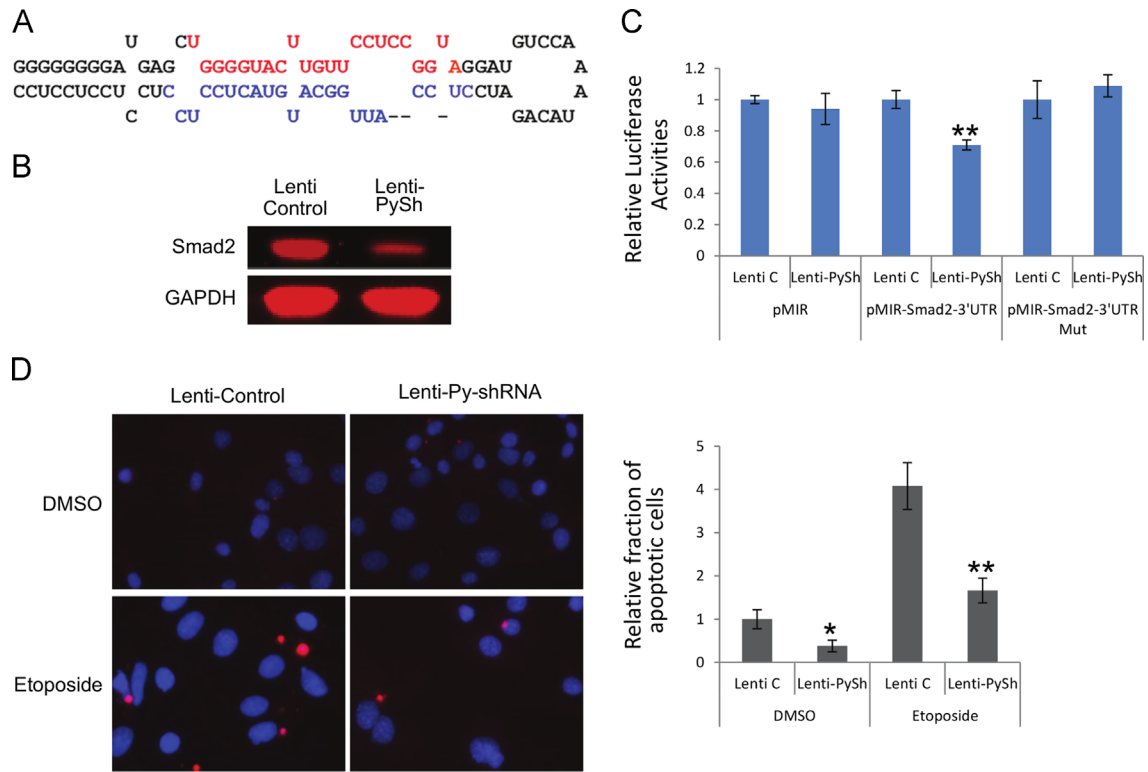 A
U CU U CCUCC U GUCCA
GGGGGGGGA GAG GGGGUAC UGUU GG AGGAU A
CCUCCUCCU CUC CCUCAUG ACGG CCC UCCUA A
C CU U UUA-- - GACAU
B
Lenti Lenti-
Control PySh
Smad2
GAPDH
C
Relative Luciferase
Activities
1.2
1
0.8
0.6
0.4
0.2
0
**
Lenti C Lenti-PySh Lenti C Lenti-PySh Lenti C Lenti-PySh
pMIR pMIR-Smad2-3'UTR pMIR-Smad2-3'UTR
Mut
D
Lenti-Control Lenti-Py-shRNA
DMSO
Etoposide
Relative fraction of
apoptotic cells
5
4
3
2
1
0
*
**
Lenti C Lenti-PySh Lenti C Lenti-PySh
DMSO Etoposide